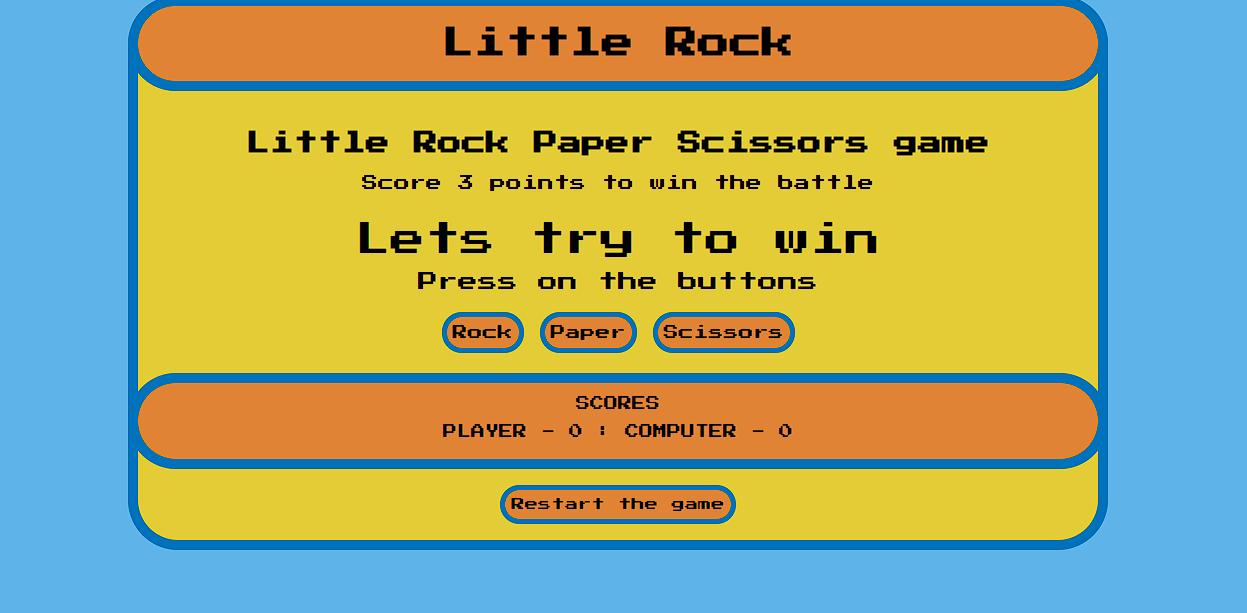 Little Rock
Little Rock Paper Scissors game
Score 3 points to win the battle
Lets try to win
Press on the buttons
Rock Paper Scissors
SCORES
PLAYER - 0 : COMPUTER - 0
Restart the game